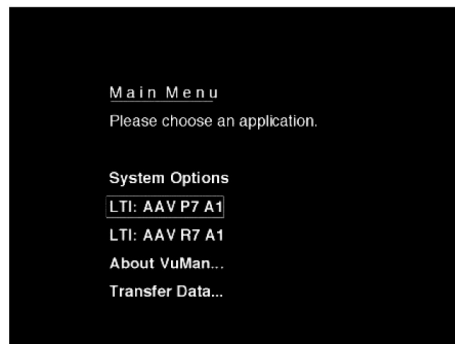 Main Menu
Please choose an application.
System Options
LTI: AAV P7 A1
LTI: AAV R7 A1
About VuMan...
Transfer Data...